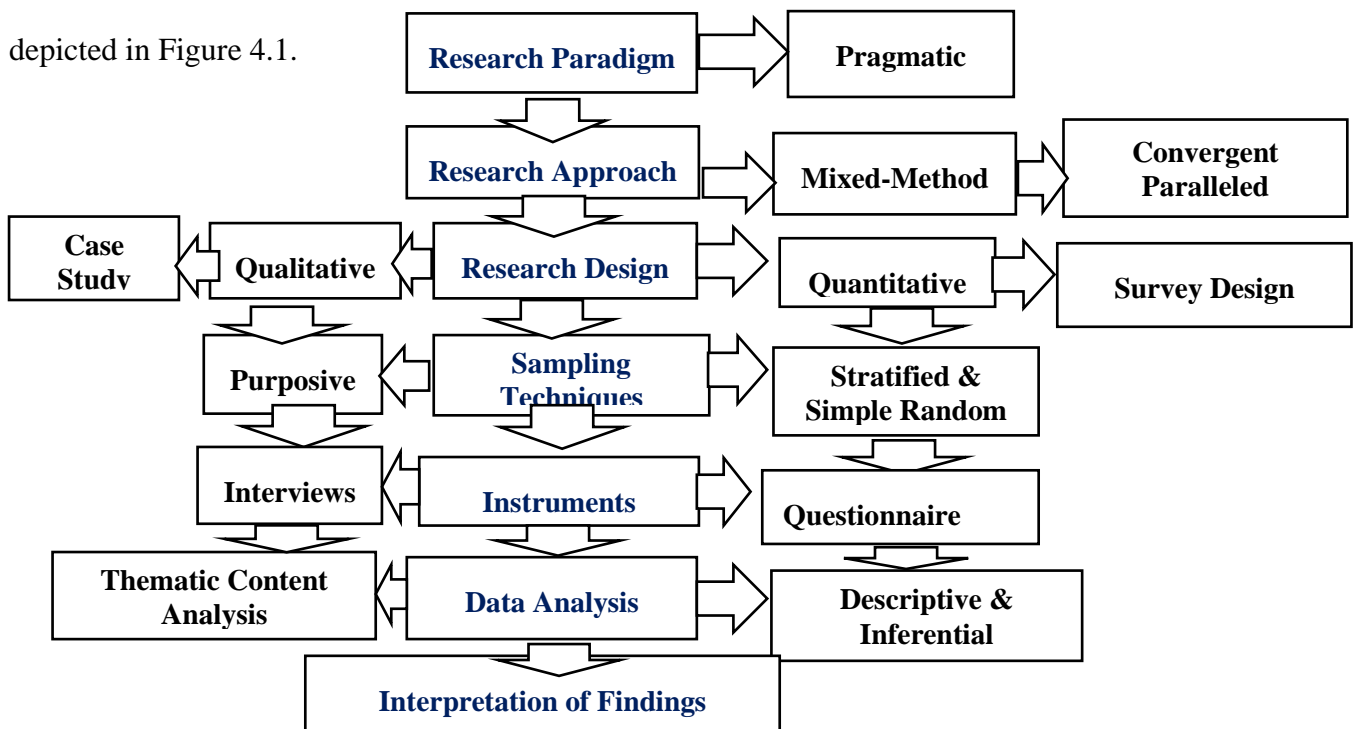 depicted in Figure 4.1.
Research Paradigm
Pragmatic
Research Approach
Mixed-Method
Convergent
Paralleled
Case
Study
Qualitative
Research Design
Quantitative
Survey Design
Purposive
Sampling
Techniques
Stratified &
Simple Random
Interviews
Instruments
Questionnaire
Thematic Content
Analysis
Data Analysis
Descriptive &
Inferential
Interpretation of Findings